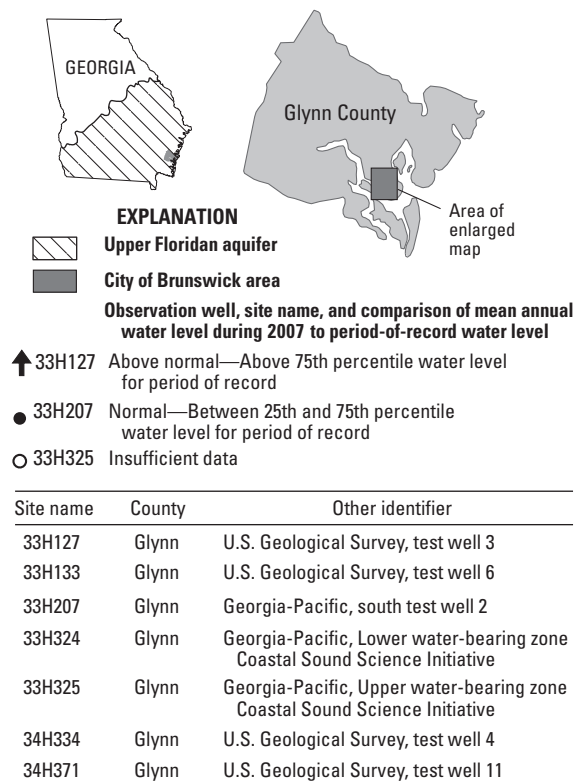 GEORGIA
Glynn County
Area of
enlarged
map
EXPLANATION
Upper Floridan aquifer
City of Brunswick area
Observation well, site name, and comparison of mean annual
water level during 2007 to period-of-record water level
33H127 Above normal—Above 75th percentile water level
for period of record
33H207 Normal—Between 25th and 75th percentile
water level for period of record
33H325 Insufficient data
Site name County Other identifier
33H127 Glynn U.S. Geological Survey, test well 3
33H133 Glynn U.S. Geological Survey, test well 6
33H207 Glynn Georgia-Pacific, south test well 2
33H324 Glynn Georgia-Pacific, Lower water-bearing zone
Coastal Sound Science Initiative
33H325 Glynn Georgia-Pacific, Upper water-bearing zone
Coastal Sound Science Initiative
34H334 Glynn U.S. Geological Survey, test well 4
34H371 Glynn U.S. Geological Survey, test well 11